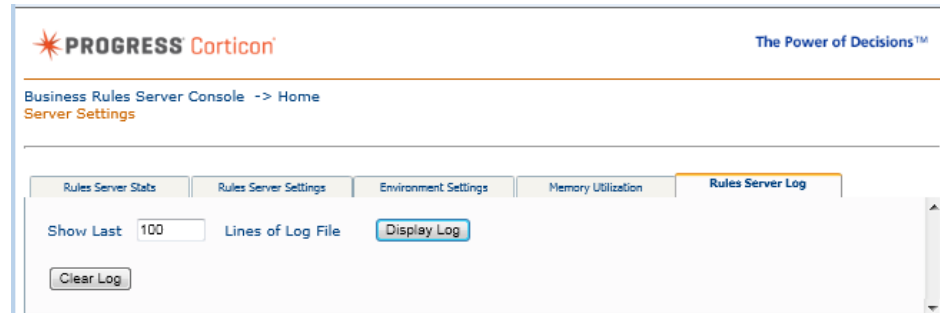 PROGRESS Corticon
The Power of Decisions™
Business Rules Server Console -> Home
Server Settings
Rules Server Stats Rules Server Settings Environment Settings Memory Utilization Rules Server Log
Show Last 100 Lines of Log File Display Log
Clear Log